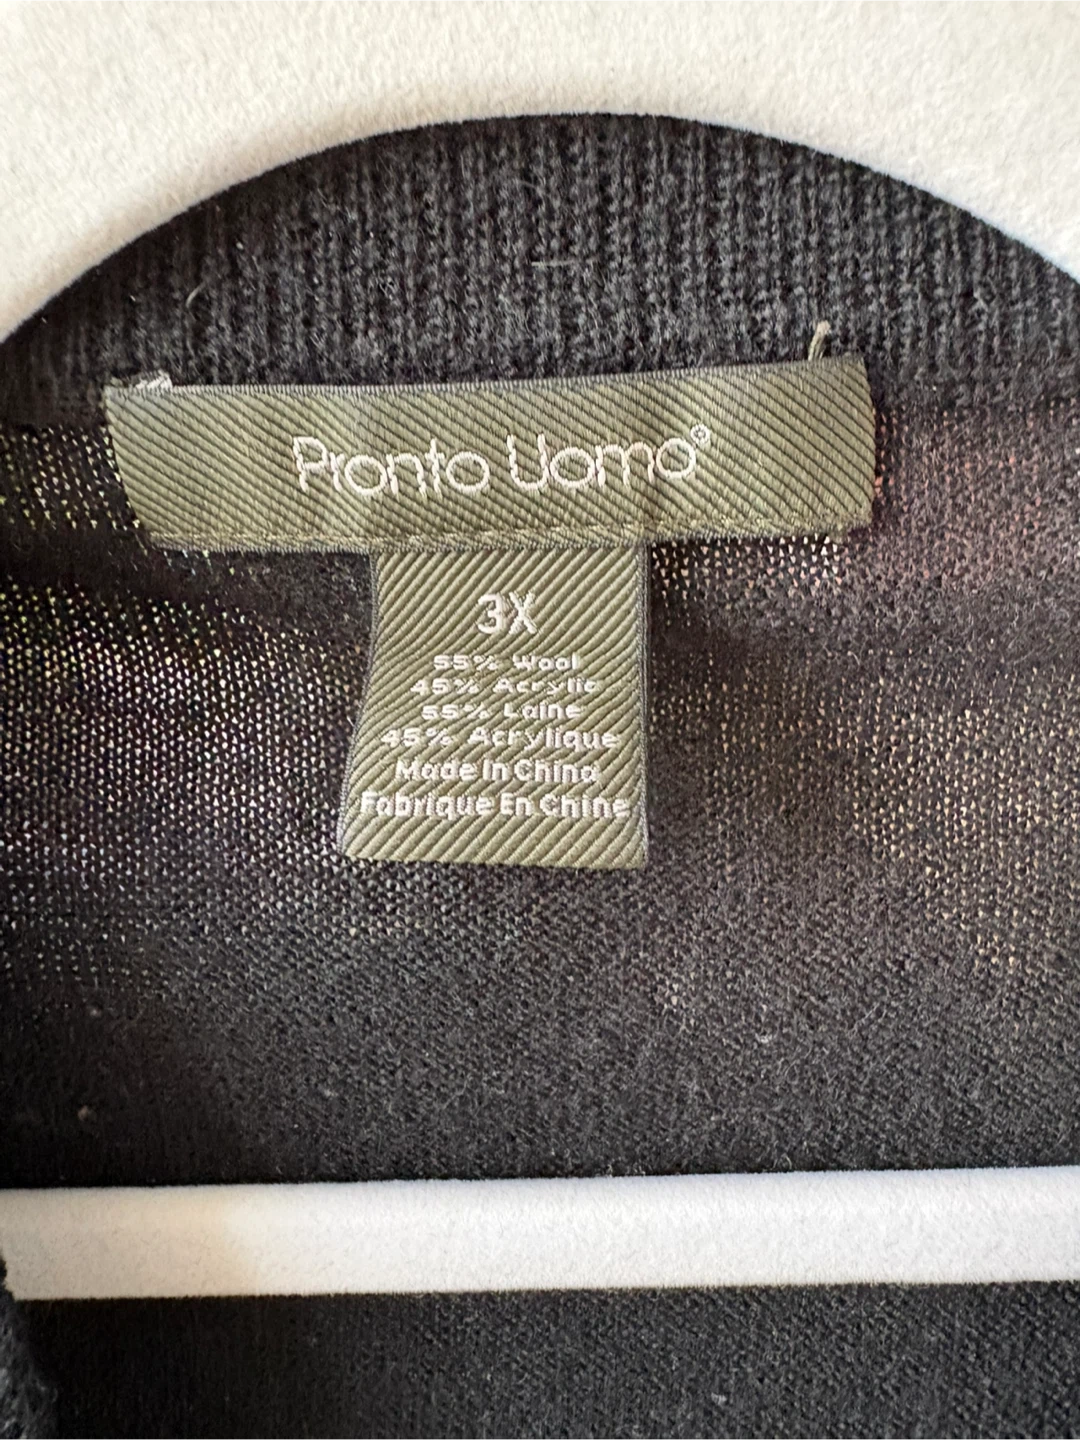 Pronto Uomo®
3X
55% Wool
45% Acrylic
55% Laine
45% Acrylique
Made In China
Fabrique En Chine